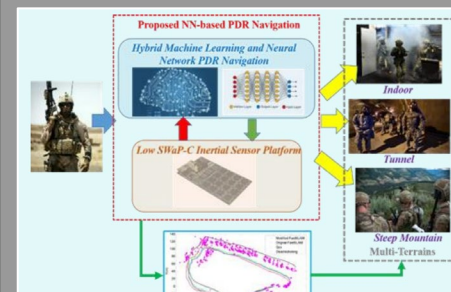 Proposed NN-based PDR Navigation
Hybrid Machine Learning and Neural
Network PDR Navigation
Low SWaP-C Inertial Sensor Platform
Indoor
Tunnel
Steep Mountain
Multi-Terrains